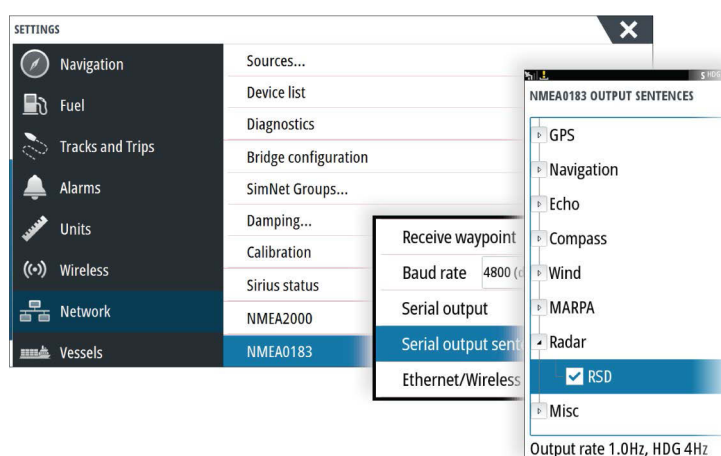 SETTINGS
Navigation
Fuel
Tracks and Trips
Alarms
Units
Wireless
Network
Vessels
Sources...
Device list
Diagnostics
Bridge configuration
SimNet Groups...
Damping...
Calibration
Sirius status
NMEA2000
NMEA0183
Receive waypoint
Baud rate 4800
Serial output
Serial output
Ethernet/Wireless
S HDG
NMEA0183 OUTPUT SENTENCES
GPS
Navigation
Echo
Compass
Wind
MARPA
Radar
RSD
Misc
Output rate 1.0Hz, HDG 4Hz